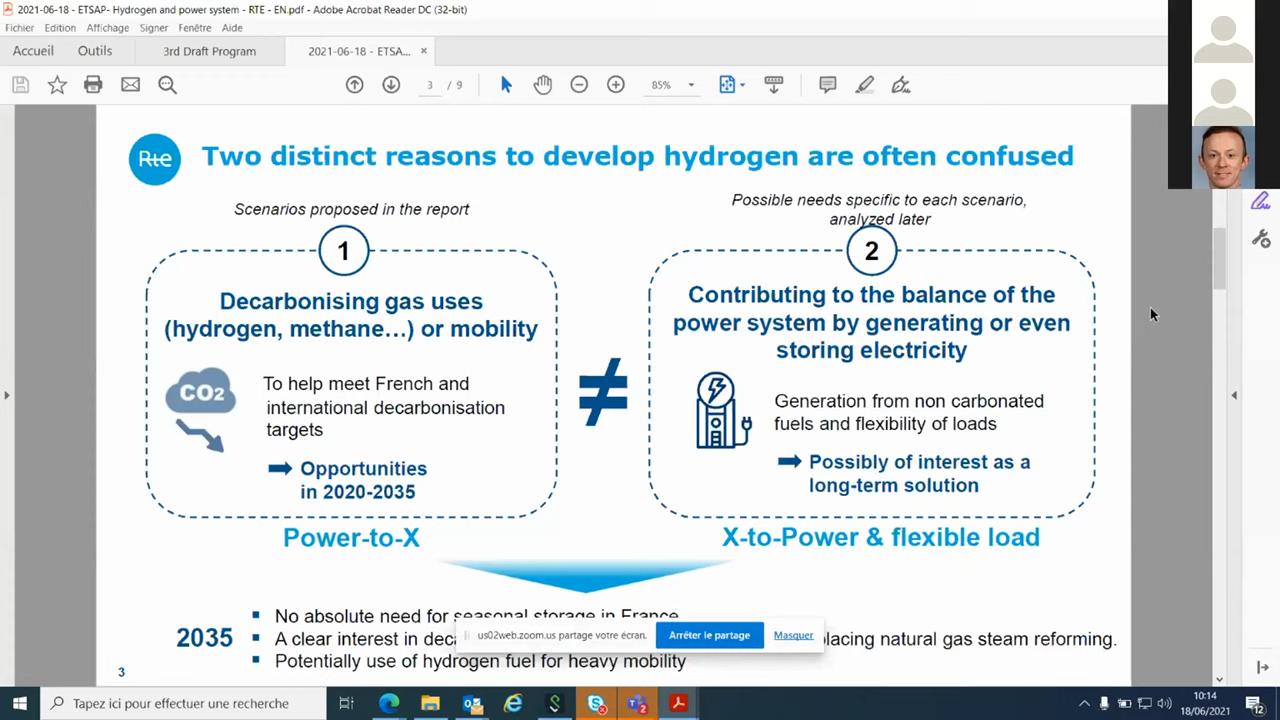 2021-06-18 - ETSAP- Hydrogen and power system - RTE - EN.pdf - Adobe Acrobat Reader DC (32-bit)
Fichier Edition Affichage Signer Fenêtre Aide
Accueil Outils 3rd Draft Program 2021-06-18 - ETSA... ×
3 / 9 85%
Rte
Two distinct reasons to develop hydrogen are often confused
Scenarios proposed in the report
Possible needs specific to each scenario,
analyzed later
1
2
Decarbonising gas uses
(hydrogen, methane…) or mobility
CO2
To help meet French and
international decarbonisation
targets
Opportunities
in 2020-2035
Power-to-X
≠
Contributing to the balance of the
power system by generating or even
storing electricity
Generation from non carbonated
fuels and flexibility of loads
Possibly of interest as a
long-term solution
X-to-Power & flexible load
2035
No absolute need for seasonal storage in France
A clear interest in lacing natural gas steam reforming.
Potentially use of hydrogen fuel for heavy mobility
us02web.zoom.us partage votre écran. Arrêter le partage Masquer
3
Tapez ici pour effectuer une recherche
2
10:14
18/06/2021
12